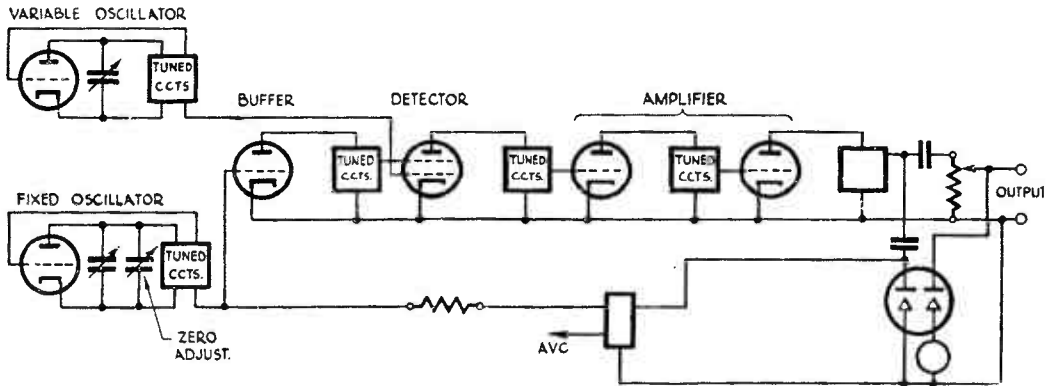 VARIABLE OSCILLATOR
TUNED
CCTS
BUFFER
DETECTOR
AMPLIFIER
TUNED
CCTS.
TUNED
CCTS.
TUNED
CCTS.
OUTPUT
FIXED OSCILLATOR
TUNED
CCTS.
ZERO
ADJUST.
AVC